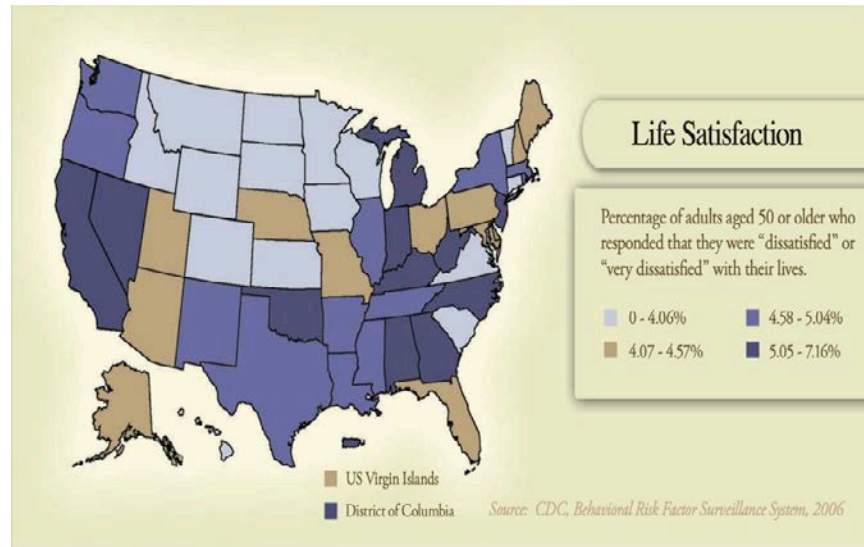 Life Satisfaction
Percentage of adults aged 50 or older who
responded that they were “dissatisfied” or
“very dissatisfied” with their lives.
0 - 4.06%
4.58 - 5.04%
4.07 - 4.57%
5.05 - 7.16%
US Virgin Islands
District of Columbia
Source: CDC, Behavioral Risk Factor Surveillance System, 2006